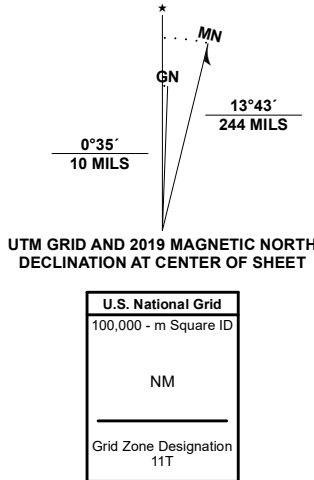 ★
MN
GN
13°43´
244 MILS
0°35´
10 MILS
UTM GRID AND 2019 MAGNETIC NORTH
DECLINATION AT CENTER OF SHEET
U.S. National Grid
100,000 - m Square ID
NM
Grid Zone Designation
11T